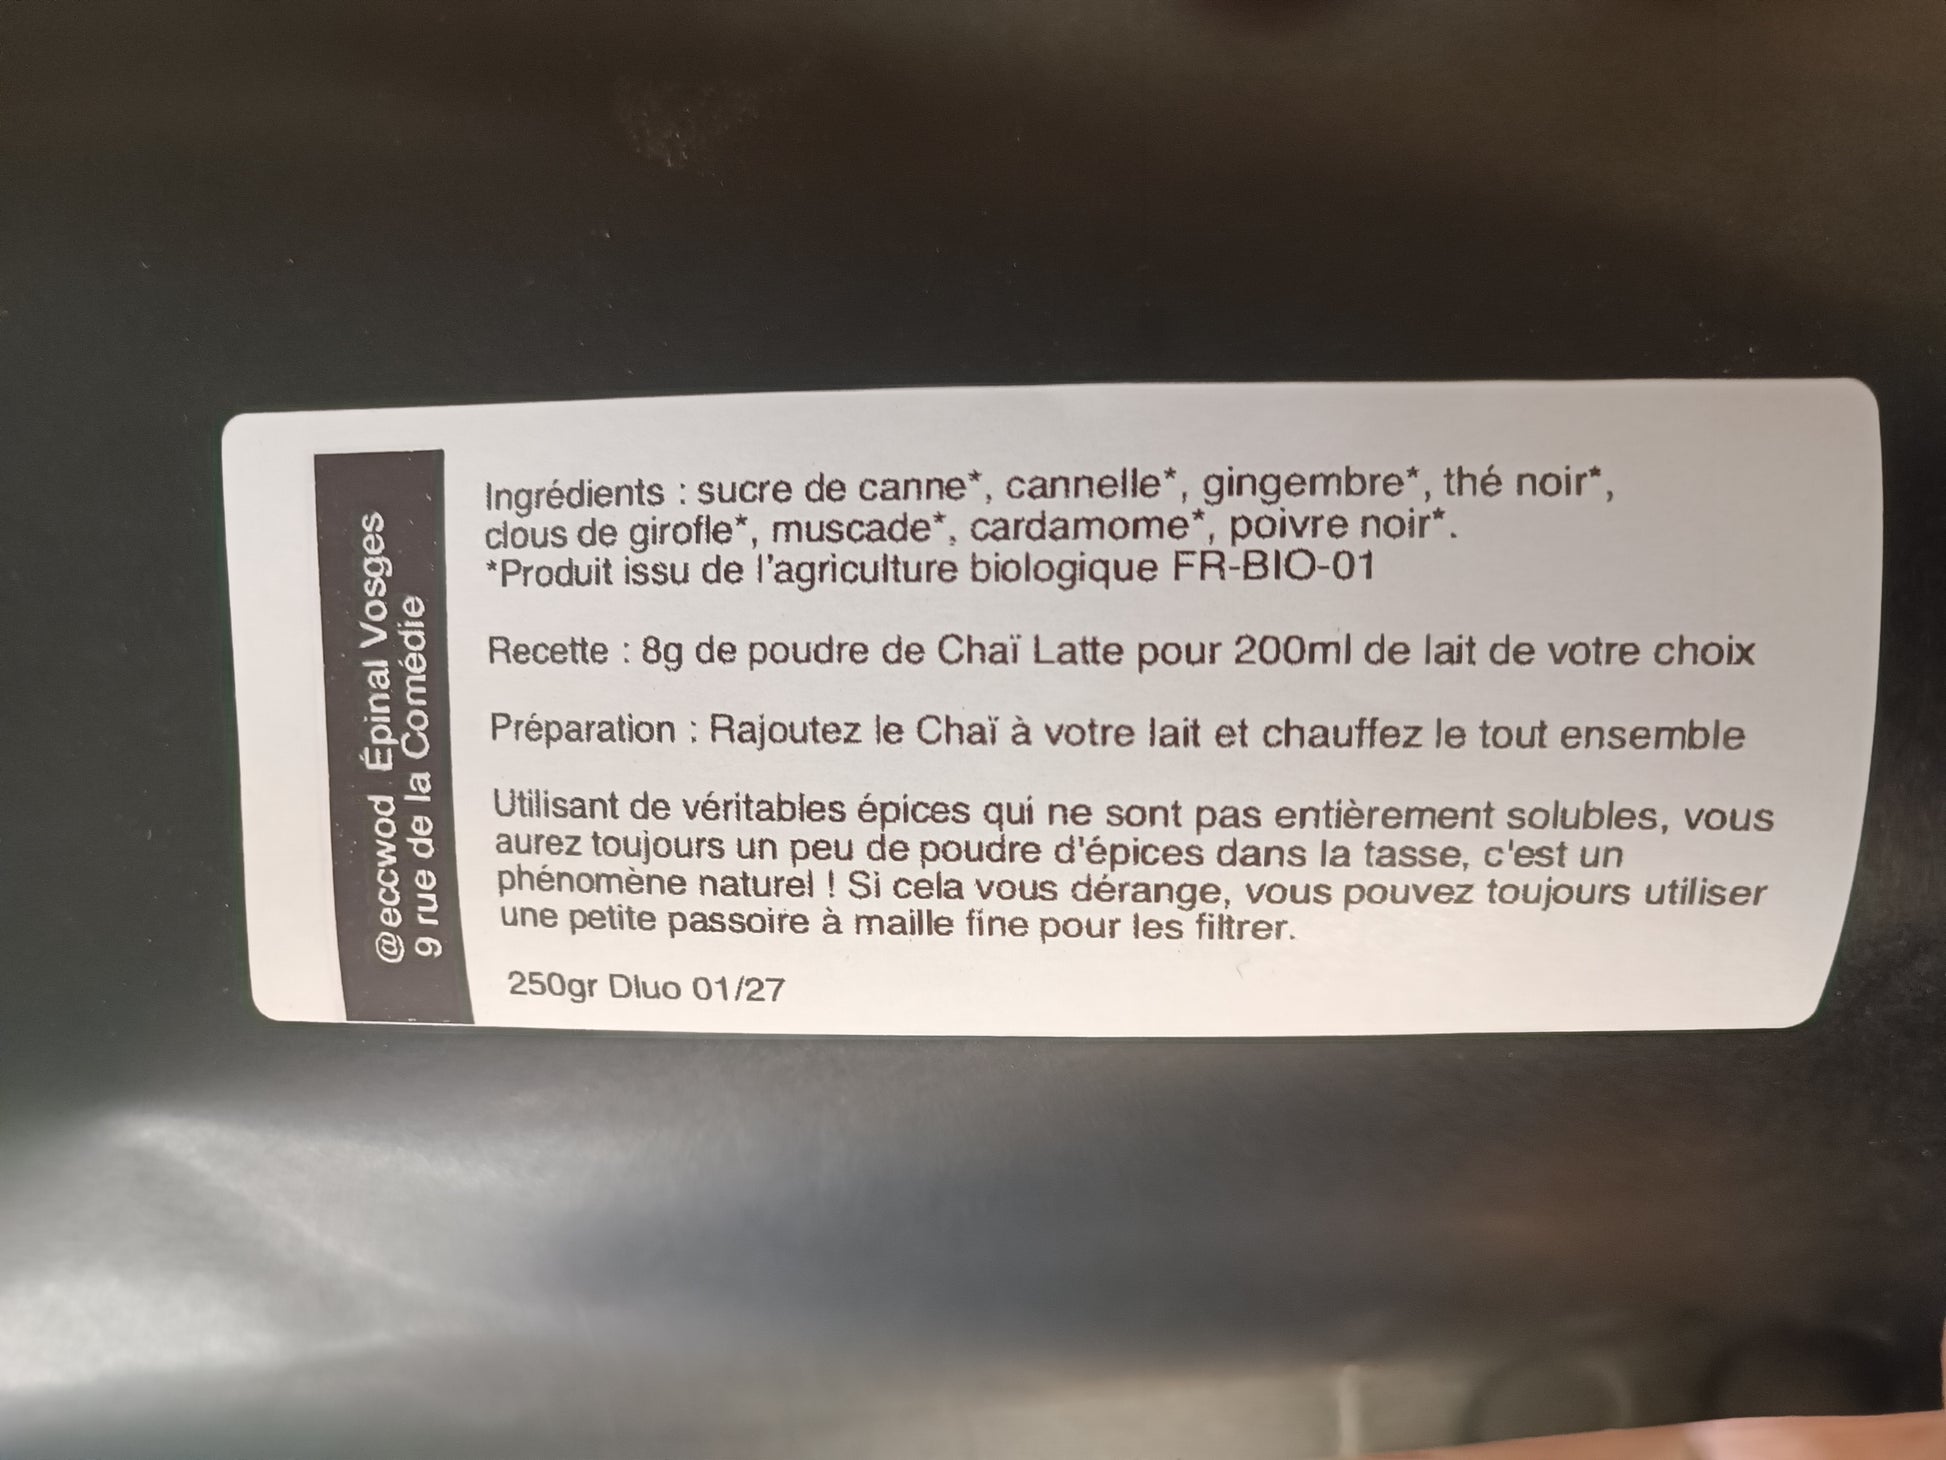 @eccwod Épinal Vosges
9 rue de la Comédie
Ingrédients : sucre de canne*, cannelle*, gingembre*, thé noir*,
clous de girofle*, muscade*, cardamome*, poivre noir*.
*Produit issu de l'agriculture biologique FR-BIO-01
Recette : 8g de poudre de Chaï Latte pour 200ml de lait de votre choix
Préparation : Rajoutez le Chaï à votre lait et chauffez le tout ensemble
Utilisant de véritables épices qui ne sont pas entièrement solubles, vous
aurez toujours un peu de poudre d'épices dans la tasse, c'est un
phénomène naturel ! Si cela vous dérange, vous pouvez toujours utiliser
une petite passoire à maille fine pour les filtrer.
250gr Dluo 01/27